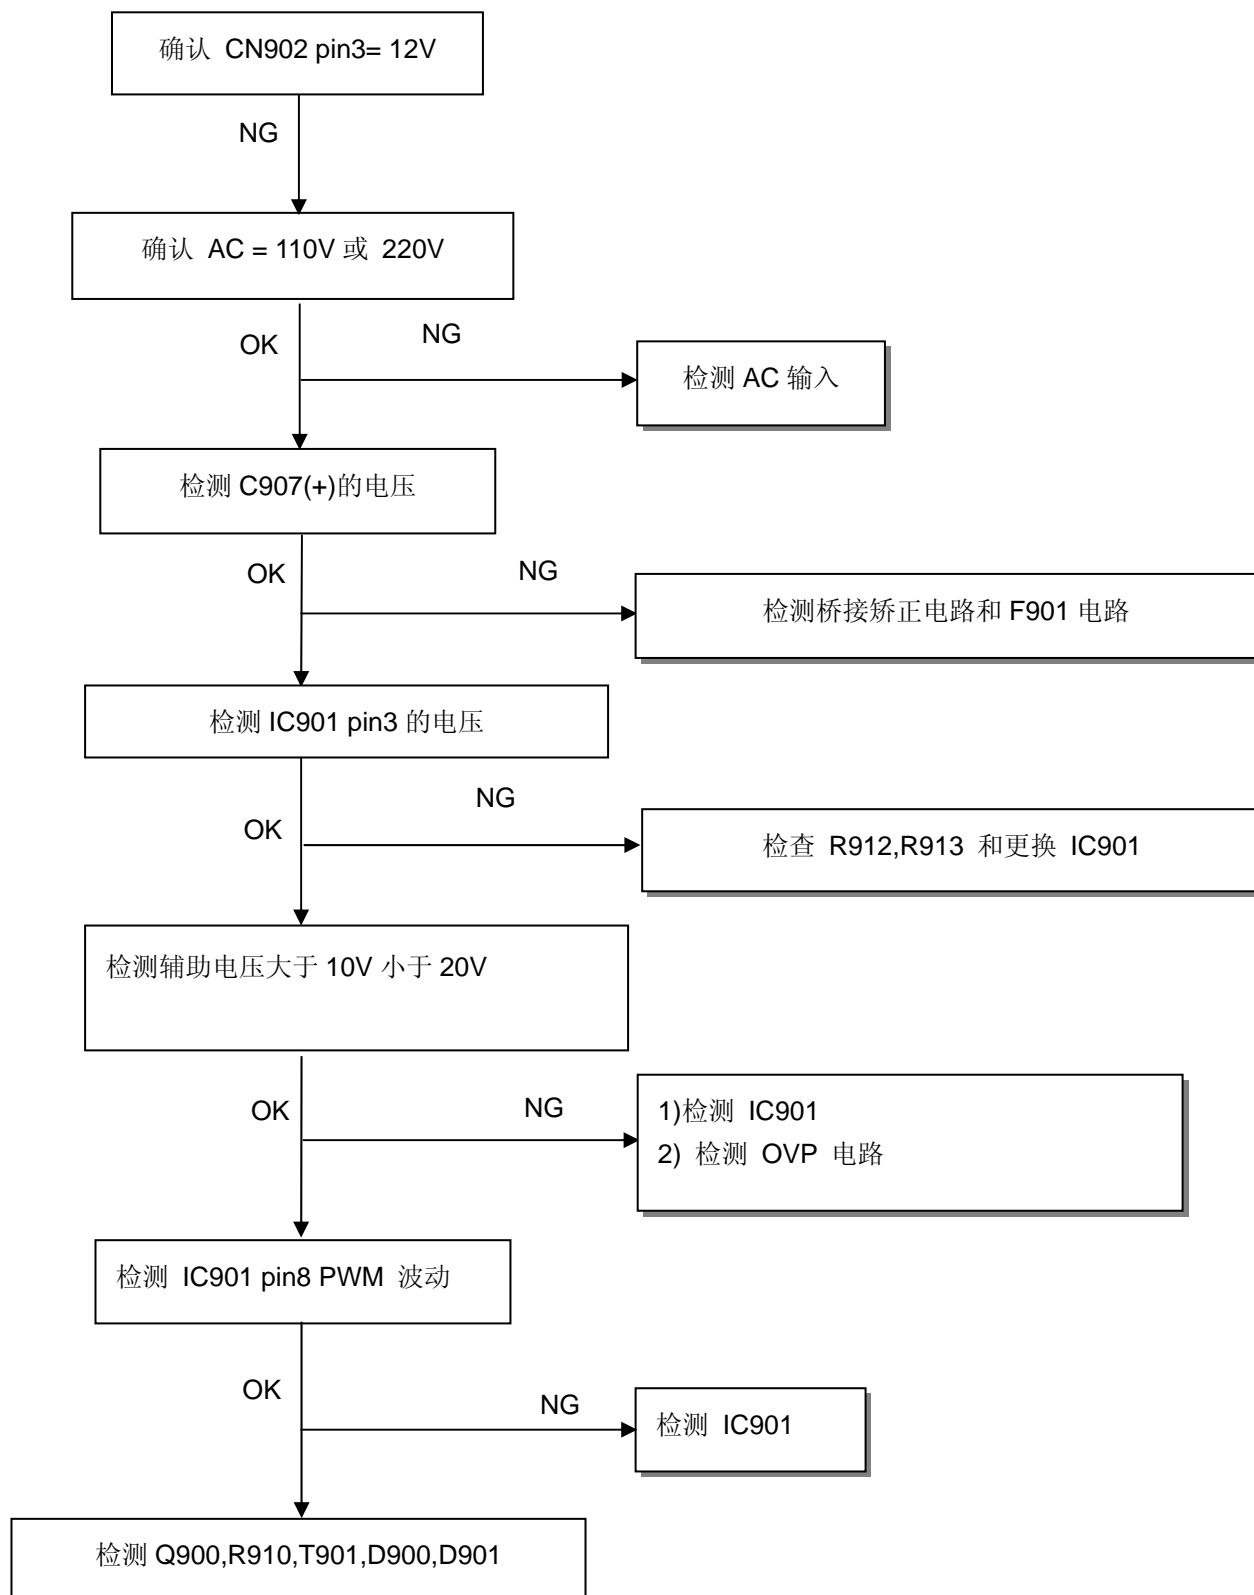 确认 CN902 pin3= 12V
NG
确认 AC = 110V 或 220V
OK
NG
检测 AC 输入
检测 C907(+)的电压
OK
NG
检测桥接矫正电路和 F901 电路
检测 IC901 pin3 的电压
NG
OK
检查 R912,R913 和更换 IC901
检测辅助电压大于 10V 小于 20V
OK
NG
1)检测 IC901
2) 检测 OVP 电路
检测 IC901 pin8 PWM 波动
OK
NG
检测 IC901
检测 Q900,R910,T901,D900,D901